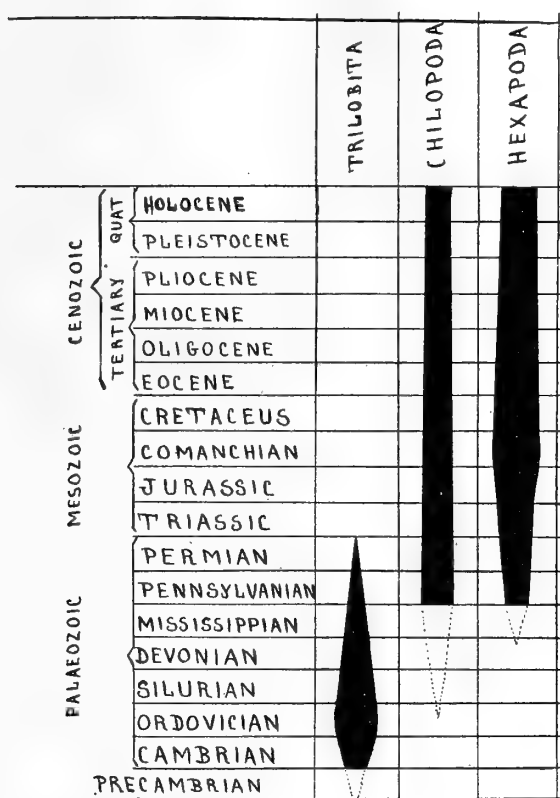 TRILOBITA
CHILOPODA
HEXAPODA
CENOZOIC
QUAT
HOLOCENE
PLEISTOCENE
TERTIARY
PLIOCENE
MIOCENE
OLIGOCENE
EOCENE
MESOZOIC
CRETACEUS
COMANCHIAN
JURASSIC
TRIASSIC
PALAEOZOIC
PERMIAN
PENNSYLVANIAN
MISSISSIPPIAN
DEVONIAN
SILURIAN
ORDOVICIAN
CAMBRIAN
PRECAMBRIAN